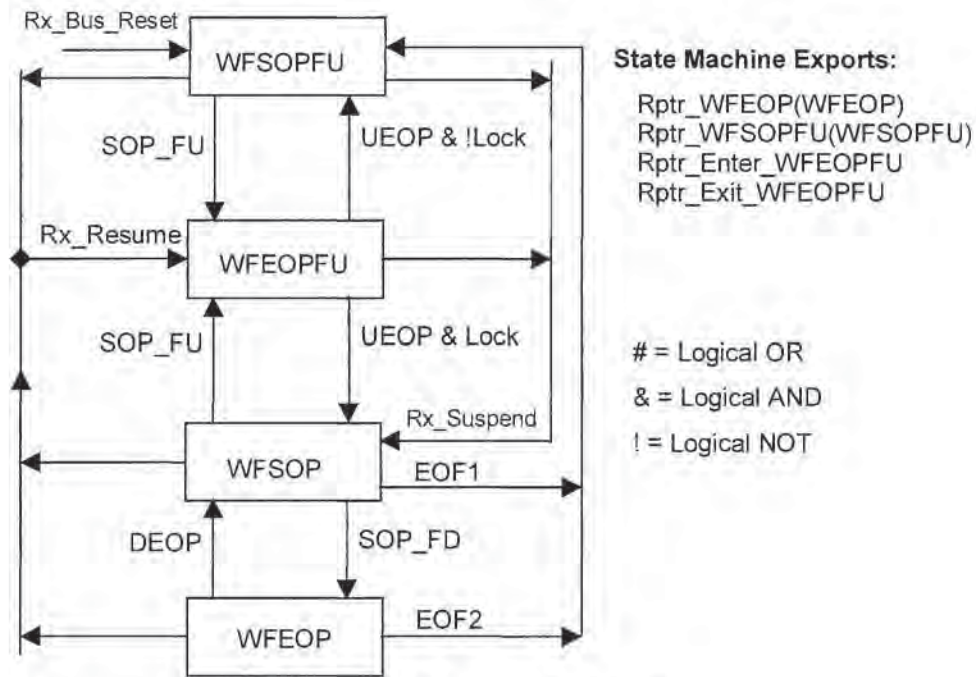 Rx_Bus_Reset
WFSOPFU
SOP_FU
UEOP & !Lock
Rx_Resume
WFEOPFU
SOP_FU
UEOP & Lock
Rx_Suspend
WFSOP
EOF1
DEOP
SOP_FD
WFEOP
EOF2
State Machine Exports:
Rptr_WFEOP(WFEOP)
Rptr_WFSOPFU(WFSOPFU)
Rptr_Enter_WFEOPFU
Rptr_Exit_WFEOPFU
# = Logical OR
& = Logical AND
! = Logical NOT